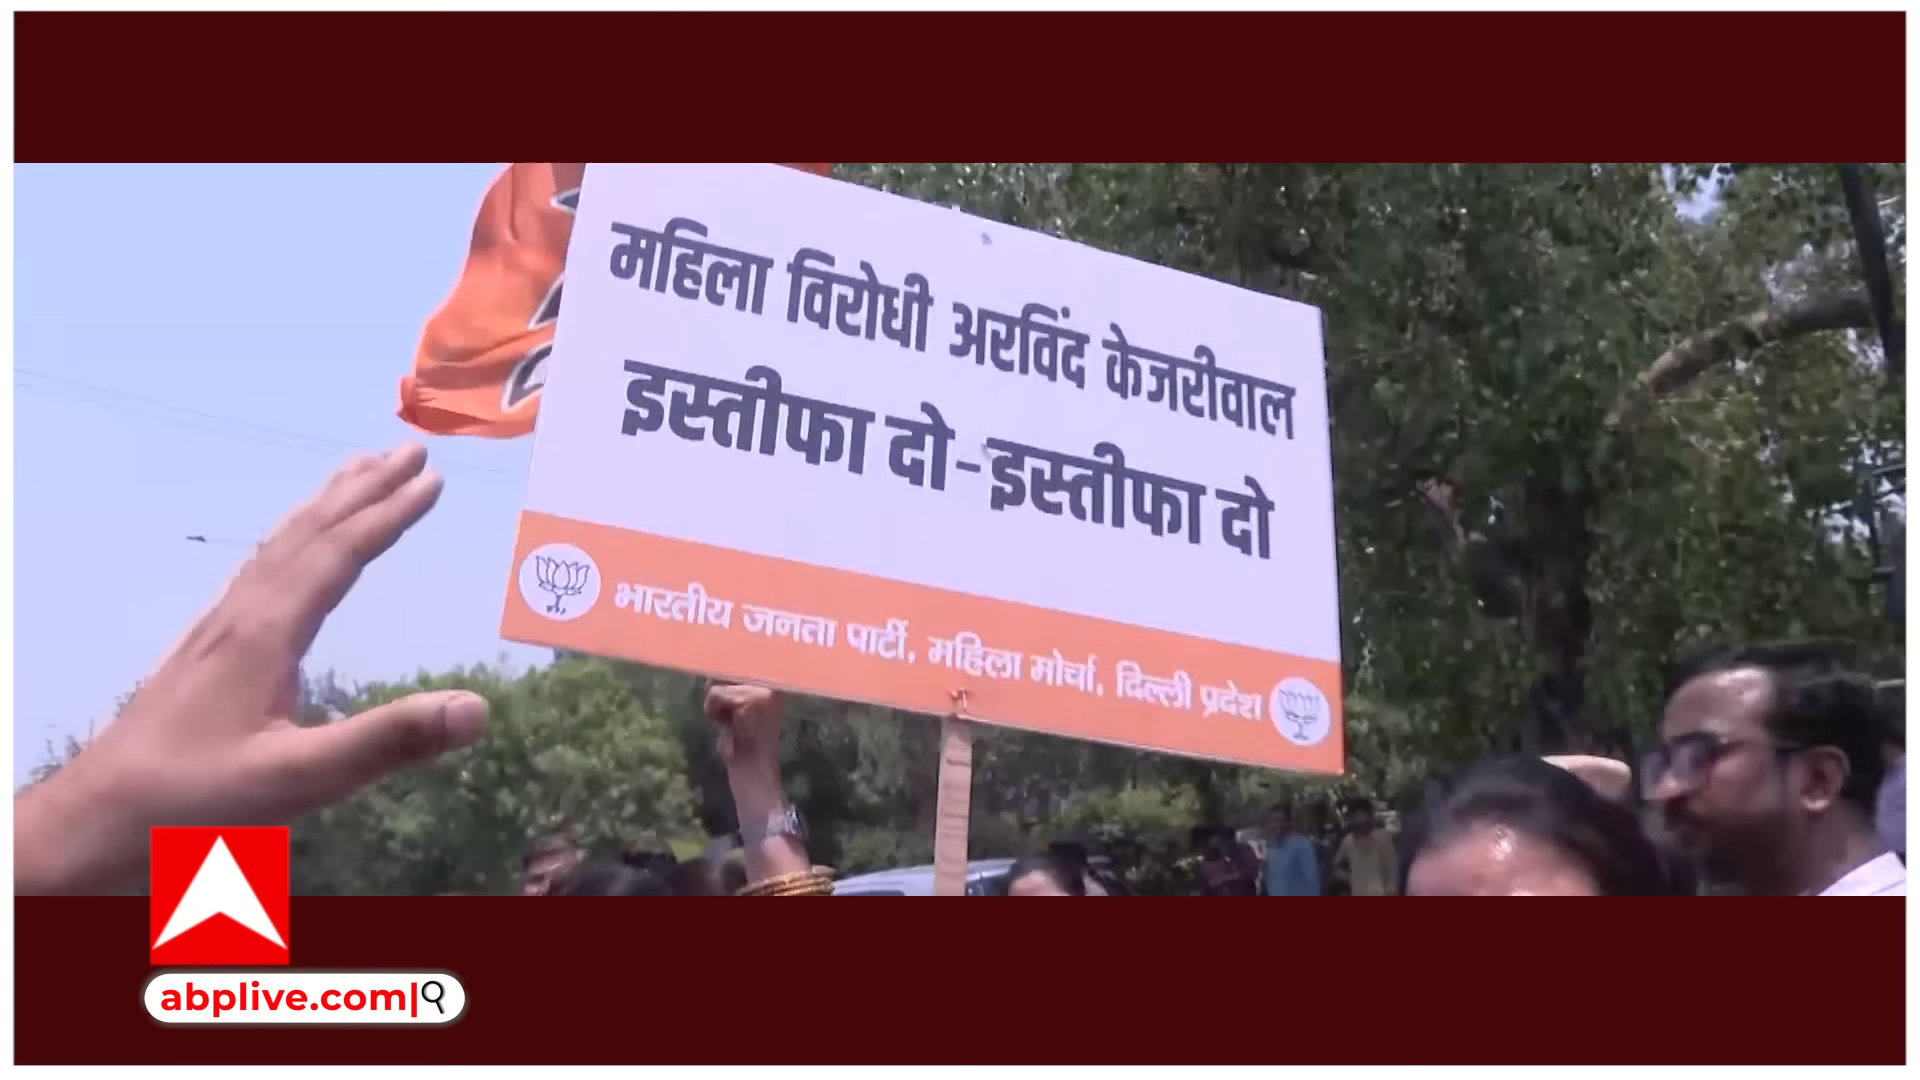 महिला विरोधी अरविंद केजरीवाल
इस्तीफा दो-इस्तीफा दो
भारतीय जनता पार्टी, महिला मोर्चा, दिल्ली प्रदेश
abplive.com